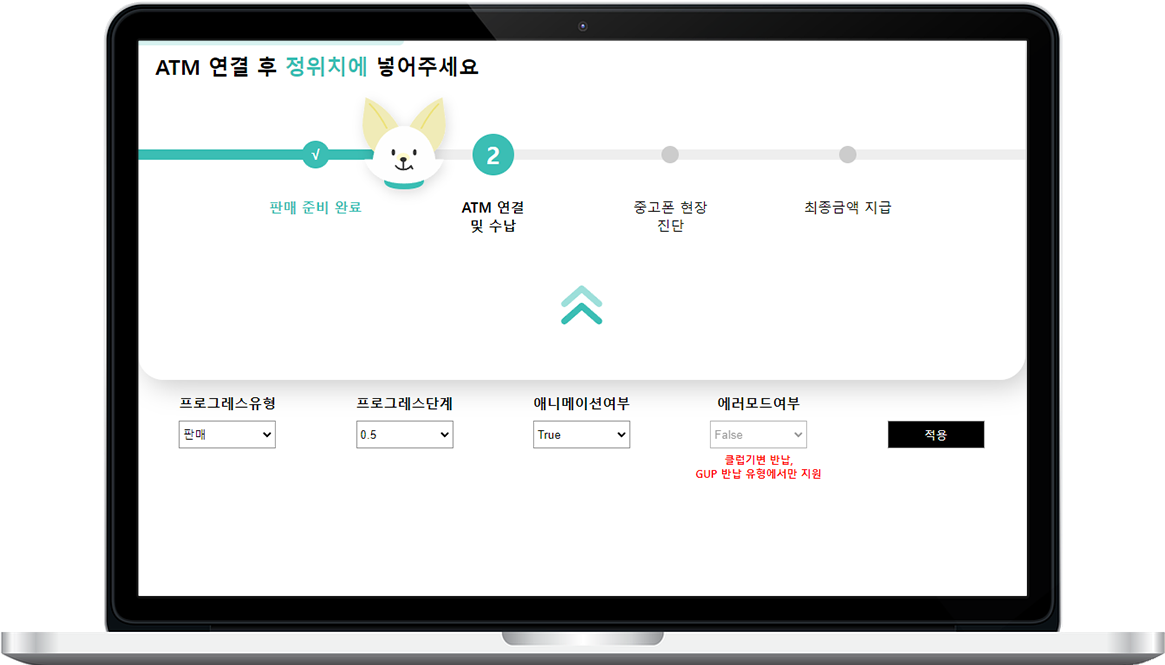 ATM 연결 후 정위치에 넣어주세요
√
2
판매 준비 완료
ATM 연결
및 수납
중고폰 현장
진단
최종금액 지급
프로그레스유형
프로그레스단계
애니메이션여부
에러모드여부
판매
0.5
True
False
적용
클럽기변 반납,
GUP 반납 유형에서만 지원